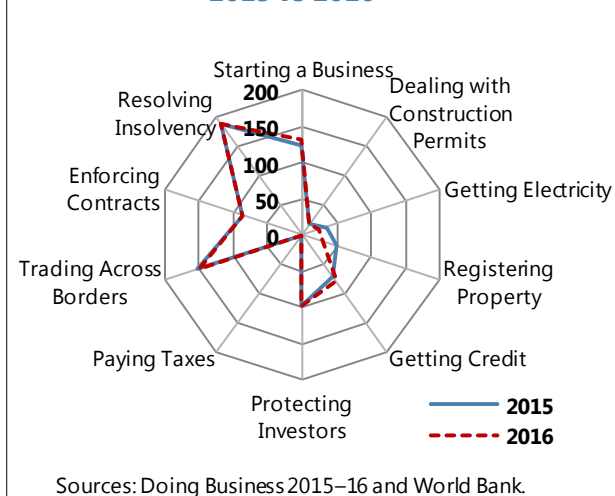 Starting a Business
Dealing with
Construction
Permits
Getting Electricity
Registering
Property
Getting Credit
Protecting
Investors
Paying Taxes
Trading Across
Borders
Enforcing
Contracts
Resolving
Insolvency
200
150
100
50
0
2015
2016
Sources: Doing Business 2015–16 and World Bank.